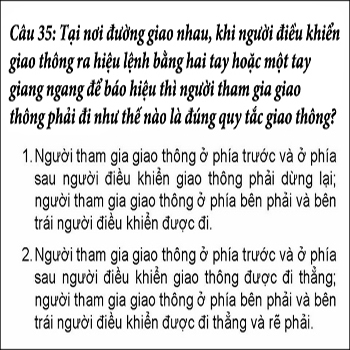 Câu 35: Tại nơi đường giao nhau, khi người điều khiển
giao thông ra hiệu lệnh bằng hai tay hoặc một tay
giang ngang để báo hiệu thì người tham gia giao
thông phải đi như thế nào là đúng quy tắc giao thông?
1. Người tham gia giao thông ở phía trước và ở phía
sau người điều khiển giao thông phải dừng lại;
người tham gia giao thông ở phía bên phải và bên
trái người điều khiển được đi.
2. Người tham gia giao thông ở phía trước và ở phía
sau người điều khiển giao thông được đi thẳng;
người tham gia giao thông ở phía bên phải và bên
trái người điều khiển được đi thẳng và rẽ phải.